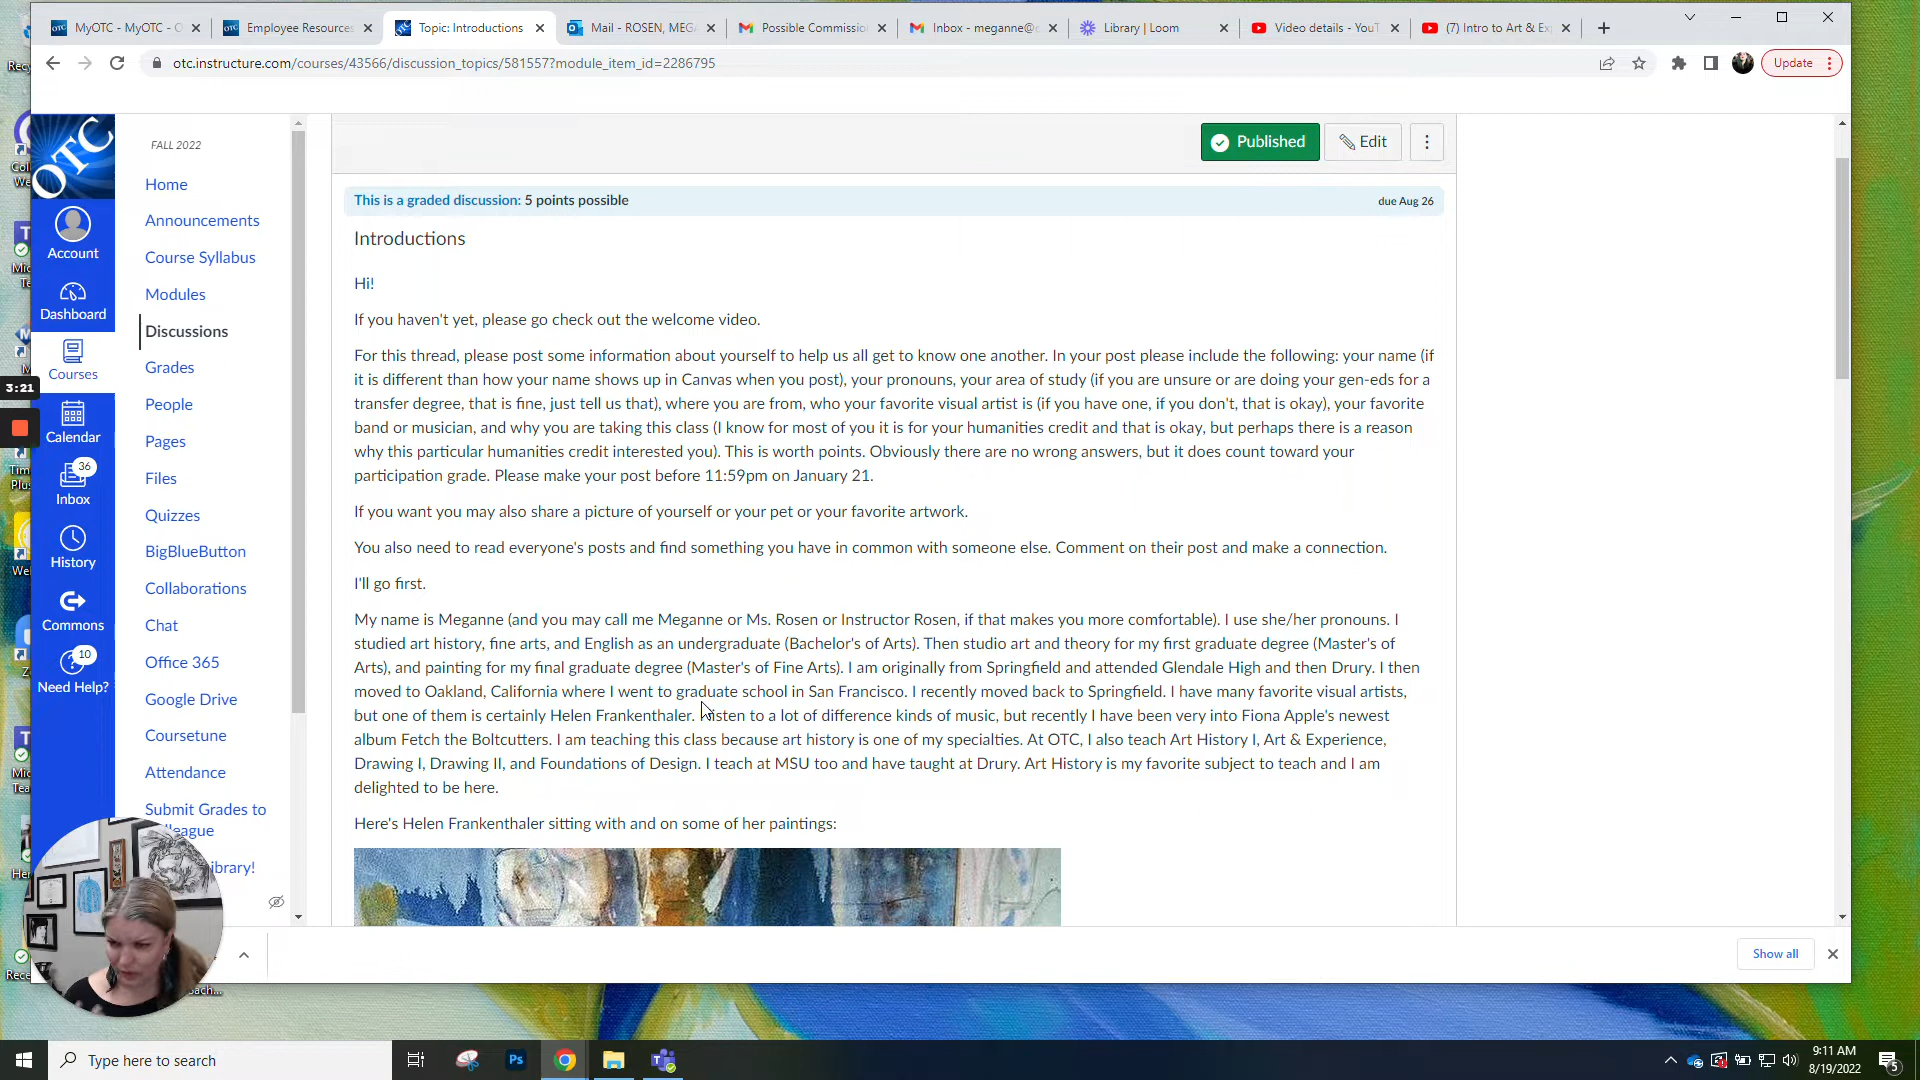 MyOTC - MyOTC - O
Employee Resources
Topic: Introductions
Mail - ROSEN, MEGA
Possible Commissio
Inbox - meganne@
Library | Loom
Video details - YouT
(7) Intro to Art & Ex
otc.instructure.com/courses/43566/discussion_topics/581557?module_item_id=2286795
Update
OTC
Account
Dashboard
Courses
3:21
Calendar
36
Inbox
History
Commons
10
Need Help?
FALL 2022
Home
Announcements
Course Syllabus
Modules
Discussions
Grades
People
Pages
Files
Quizzes
BigBlueButton
Collaborations
Chat
Office 365
Google Drive
Coursetune
Attendance
Submit Grades to
lleague
ibrary!
Published
Edit
This is a graded discussion: 5 points possible
due Aug 26
Introductions
Hi!
If you haven't yet, please go check out the welcome video.
For this thread, please post some information about yourself to help us all get to know one another. In your post please include the following: your name (if
it is different than how your name shows up in Canvas when you post), your pronouns, your area of study (if you are unsure or are doing your gen-eds for a
transfer degree, that is fine, just tell us that), where you are from, who your favorite visual artist is (if you have one, if you don't, that is okay), your favorite
band or musician, and why you are taking this class (I know for most of you it is for your humanities credit and that is okay, but perhaps there is a reason
why this particular humanities credit interested you). This is worth points. Obviously there are no wrong answers, but it does count toward your
participation grade. Please make your post before 11:59pm on January 21.
If you want you may also share a picture of yourself or your pet or your favorite artwork.
You also need to read everyone's posts and find something you have in common with someone else. Comment on their post and make a connection.
I'll go first.
My name is Meganne (and you may call me Meganne or Ms. Rosen or Instructor Rosen, if that makes you more comfortable). I use she/her pronouns. I
studied art history, fine arts, and English as an undergraduate (Bachelor's of Arts). Then studio art and theory for my first graduate degree (Master's of
Arts), and painting for my final graduate degree (Master's of Fine Arts). I am originally from Springfield and attended Glendale High and then Drury. I then
moved to Oakland, California where I went to graduate school in San Francisco. I recently moved back to Springfield. I have many favorite visual artists,
but one of them is certainly Helen Frankenthaler. listen to a lot of difference kinds of music, but recently I have been very into Fiona Apple's newest
album Fetch the Boltcutters. I am teaching this class because art history is one of my specialties. At OTC, I also teach Art History I, Art & Experience,
Drawing I, Drawing II, and Foundations of Design. I teach at MSU too and have taught at Drury. Art History is my favorite subject to teach and I am
delighted to be here.
Here's Helen Frankenthaler sitting with and on some of her paintings:
Show all
Type here to search
Ps
9:11 AM
8/19/2022
5